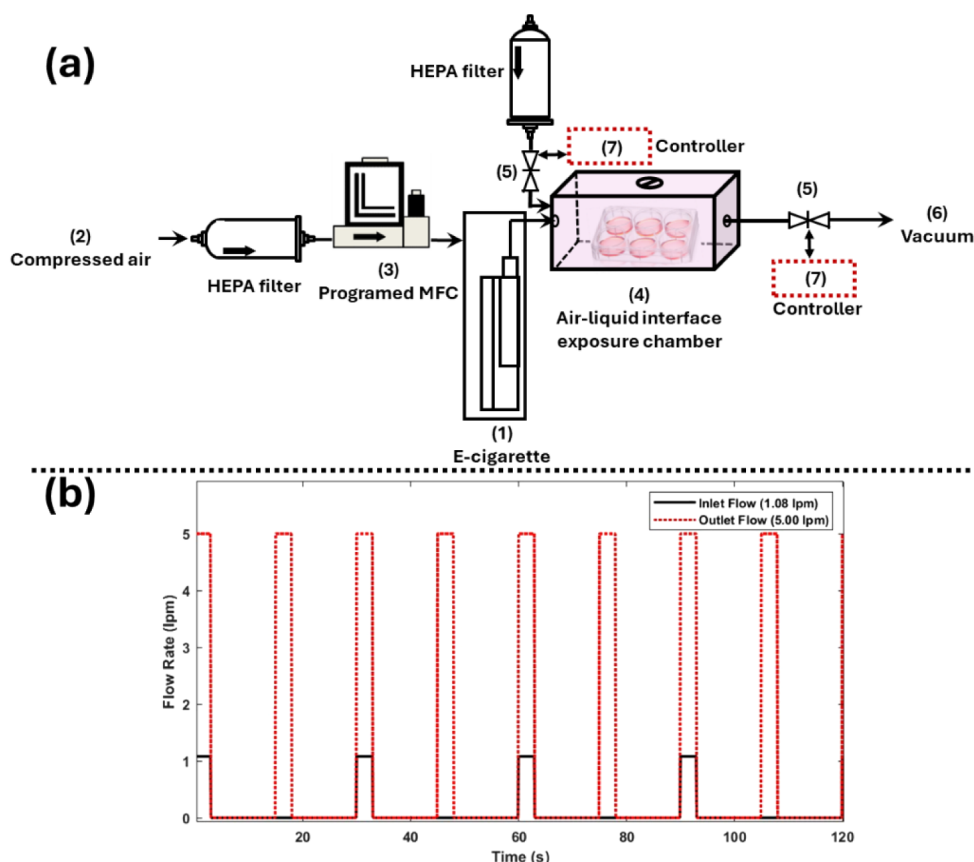 (a)
HEPA filter
(7)
Controller
(5)
(5)
(6)
Vacuum
(2)
Compressed air
HEPA filter
(3)
Programed MFC
(4)
Air-liquid interface
exposure chamber
(7)
Controller
(1)
E-cigarette
(b)
Inlet Flow (1.08 lpm)
Outlet Flow (5.00 lpm)
Flow Rate (lpm)
5
4
3
2
1
0
20
40
60
80
100
120
Time (s)